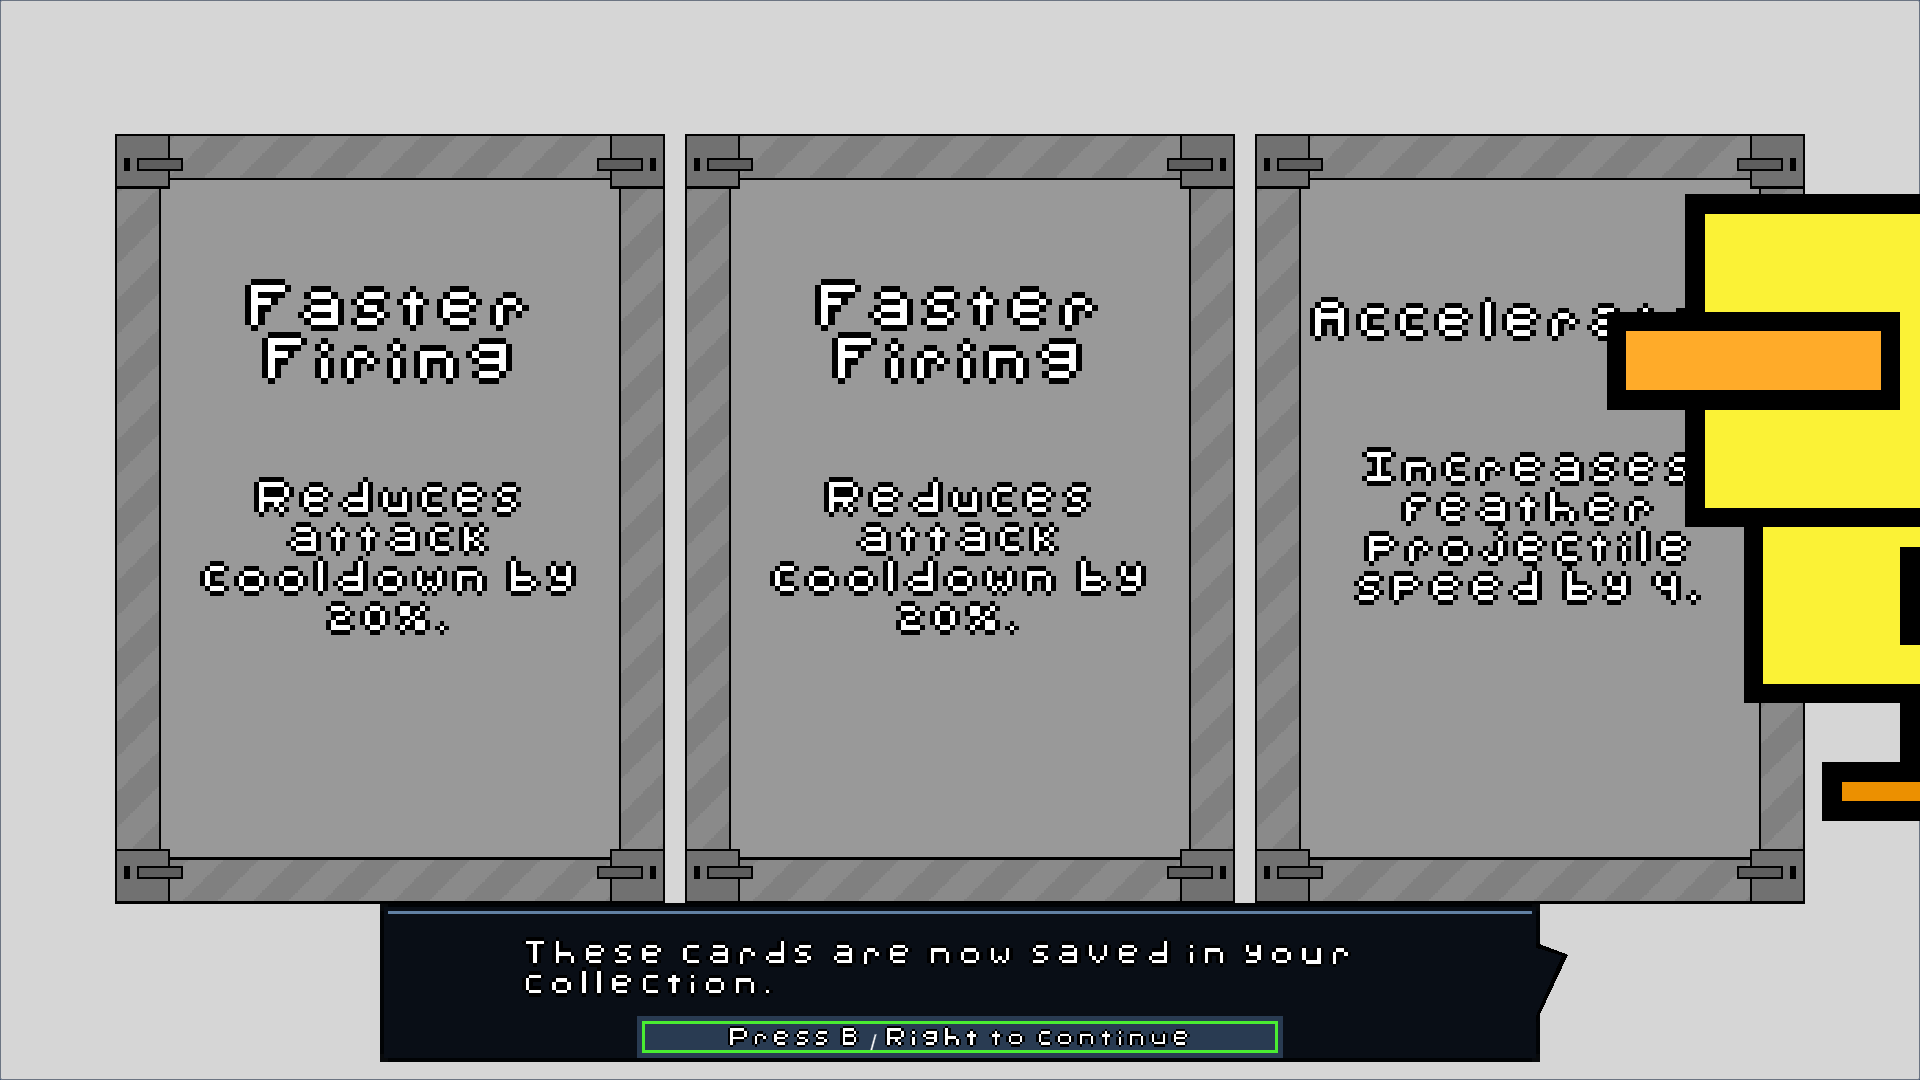 Faster
Firing
Reduces
attack
cooldown by
20%.
Faster
Firing
Reduces
attack
cooldown by
20%.
Increases
feather
projectile
speed by 4.
These cards are now saved in your
collection.
Press B / Right to continue